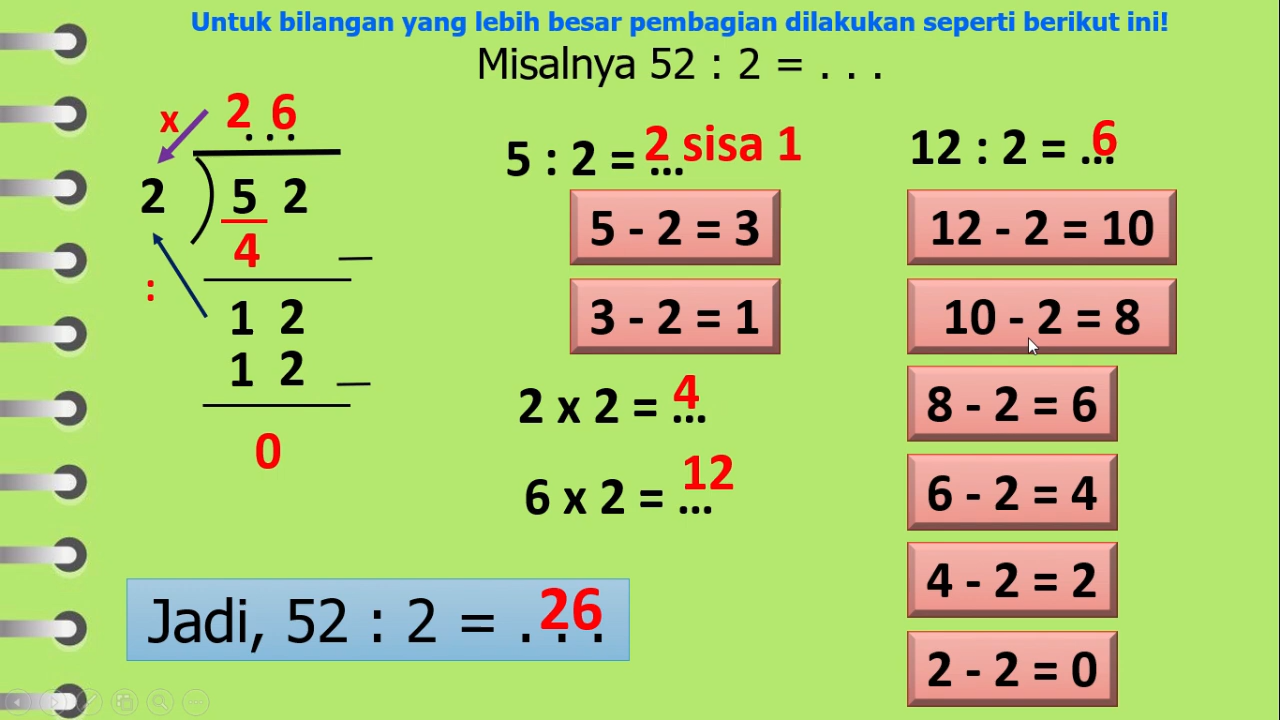 Untuk bilangan yang lebih besar pembagian dilakukan seperti berikut ini!
Misalnya 52 : 2 = . . .
x 2 6
...
2 ) 5 2
4 _
:
1 2
1 2 _
0
5 : 2 = ... 2 sisa 1
5 - 2 = 3
3 - 2 = 1
2 x 2 = ... 4
6 x 2 = ... 12
12 : 2 = ... 6
12 - 2 = 10
10 - 2 = 8
8 - 2 = 6
6 - 2 = 4
4 - 2 = 2
2 - 2 = 0
Jadi, 52 : 2 = . . . 26